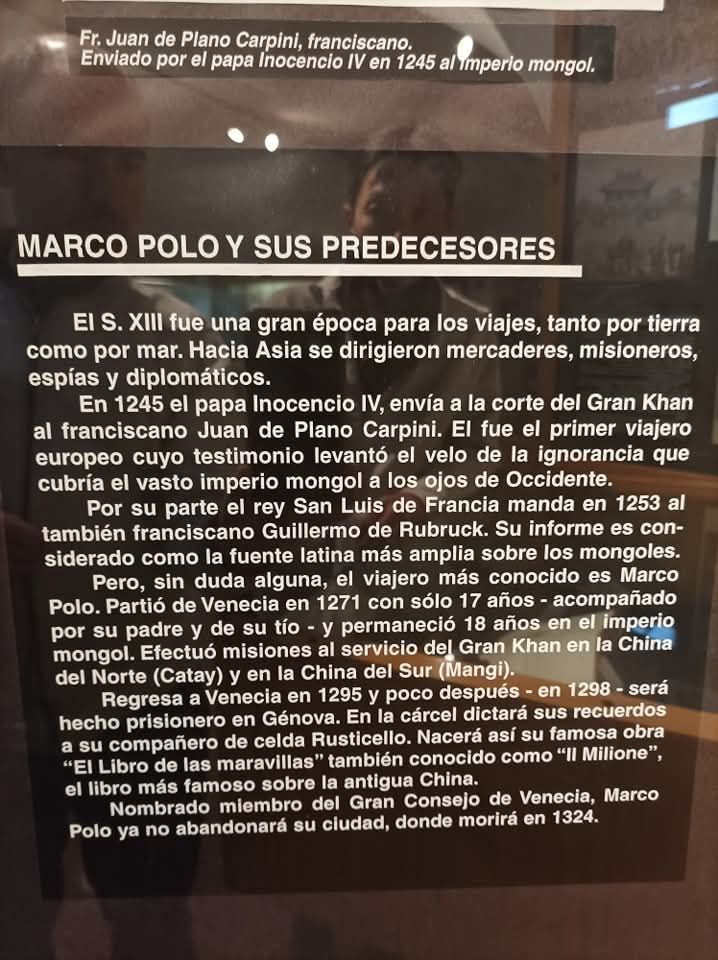 Fr. Juan de Plano Carpini, franciscano.
Enviado por el papa Inocencio IV en 1245 al imperio mongol.
MARCO POLO Y SUS PREDECESORES
El S. XIII fue una gran época para los viajes, tanto por tierra
como por mar. Hacia Asia se dirigieron mercaderes, misioneros,
espías y diplomáticos.
En 1245 el papa Inocencio IV, envía a la corte del Gran Khan
al franciscano Juan de Plano Carpini. El fue el primer viajero
europeo cuyo testimonio levantó el velo de la ignorancia que
cubría el vasto imperio mongol a los ojos de Occidente.
Por su parte el rey San Luis de Francia manda en 1253 al
también franciscano Guillermo de Rubruck. Su informe es con-
siderado como la fuente latina más amplia sobre los mongoles.
Pero, sin duda alguna, el viajero más conocido es Marco
Polo. Partió de Venecia en 1271 con sólo 17 años - acompañado
por su padre y de su tío - y permaneció 18 años en el imperio
mongol. Efectuó misiones al servicio del Gran Khan en la China
del Norte (Catay) y en la China del Sur (Mangi).
Regresa a Venecia en 1295 y poco después - en 1298 - será
hecho prisionero en Génova. En la cárcel dictará sus recuerdos
a su compañero de celda Rusticello. Nacerá así su famosa obra
“El Libro de las maravillas” también conocido como “Il Milione”,
el libro más famoso sobre la antigua China.
Nombrado miembro del Gran Consejo de Venecia, Marco
Polo ya no abandonará su ciudad, donde morirá en 1324.